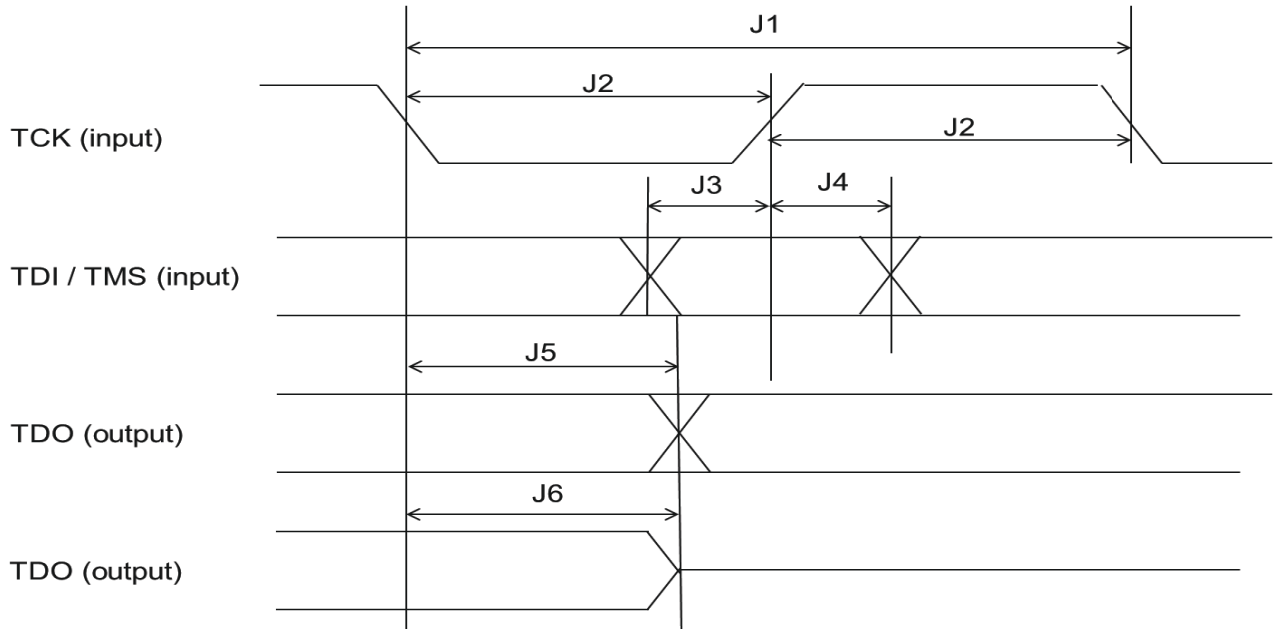 J1
J2
TCK (input)
J2
J3
J4
TDI / TMS (input)
J5
TDO (output)
J6
TDO (output)